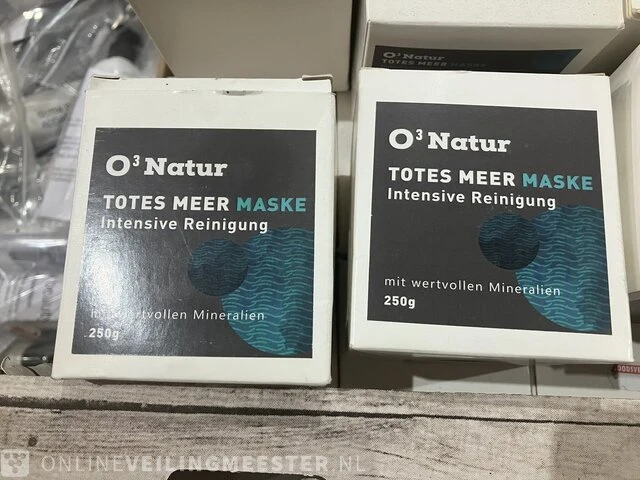 O³ Natur
TOTES MEER MASKE
O³ Natur
TOTES MEER MASKE
Intensive Reinigung
mit wertvollen Mineralien
250g
O³ Natur
TOTES MEER MASKE
Intensive Reinigung
mit wertvollen Mineralien
250g
ONLINEVEILINGMEESTER.NL